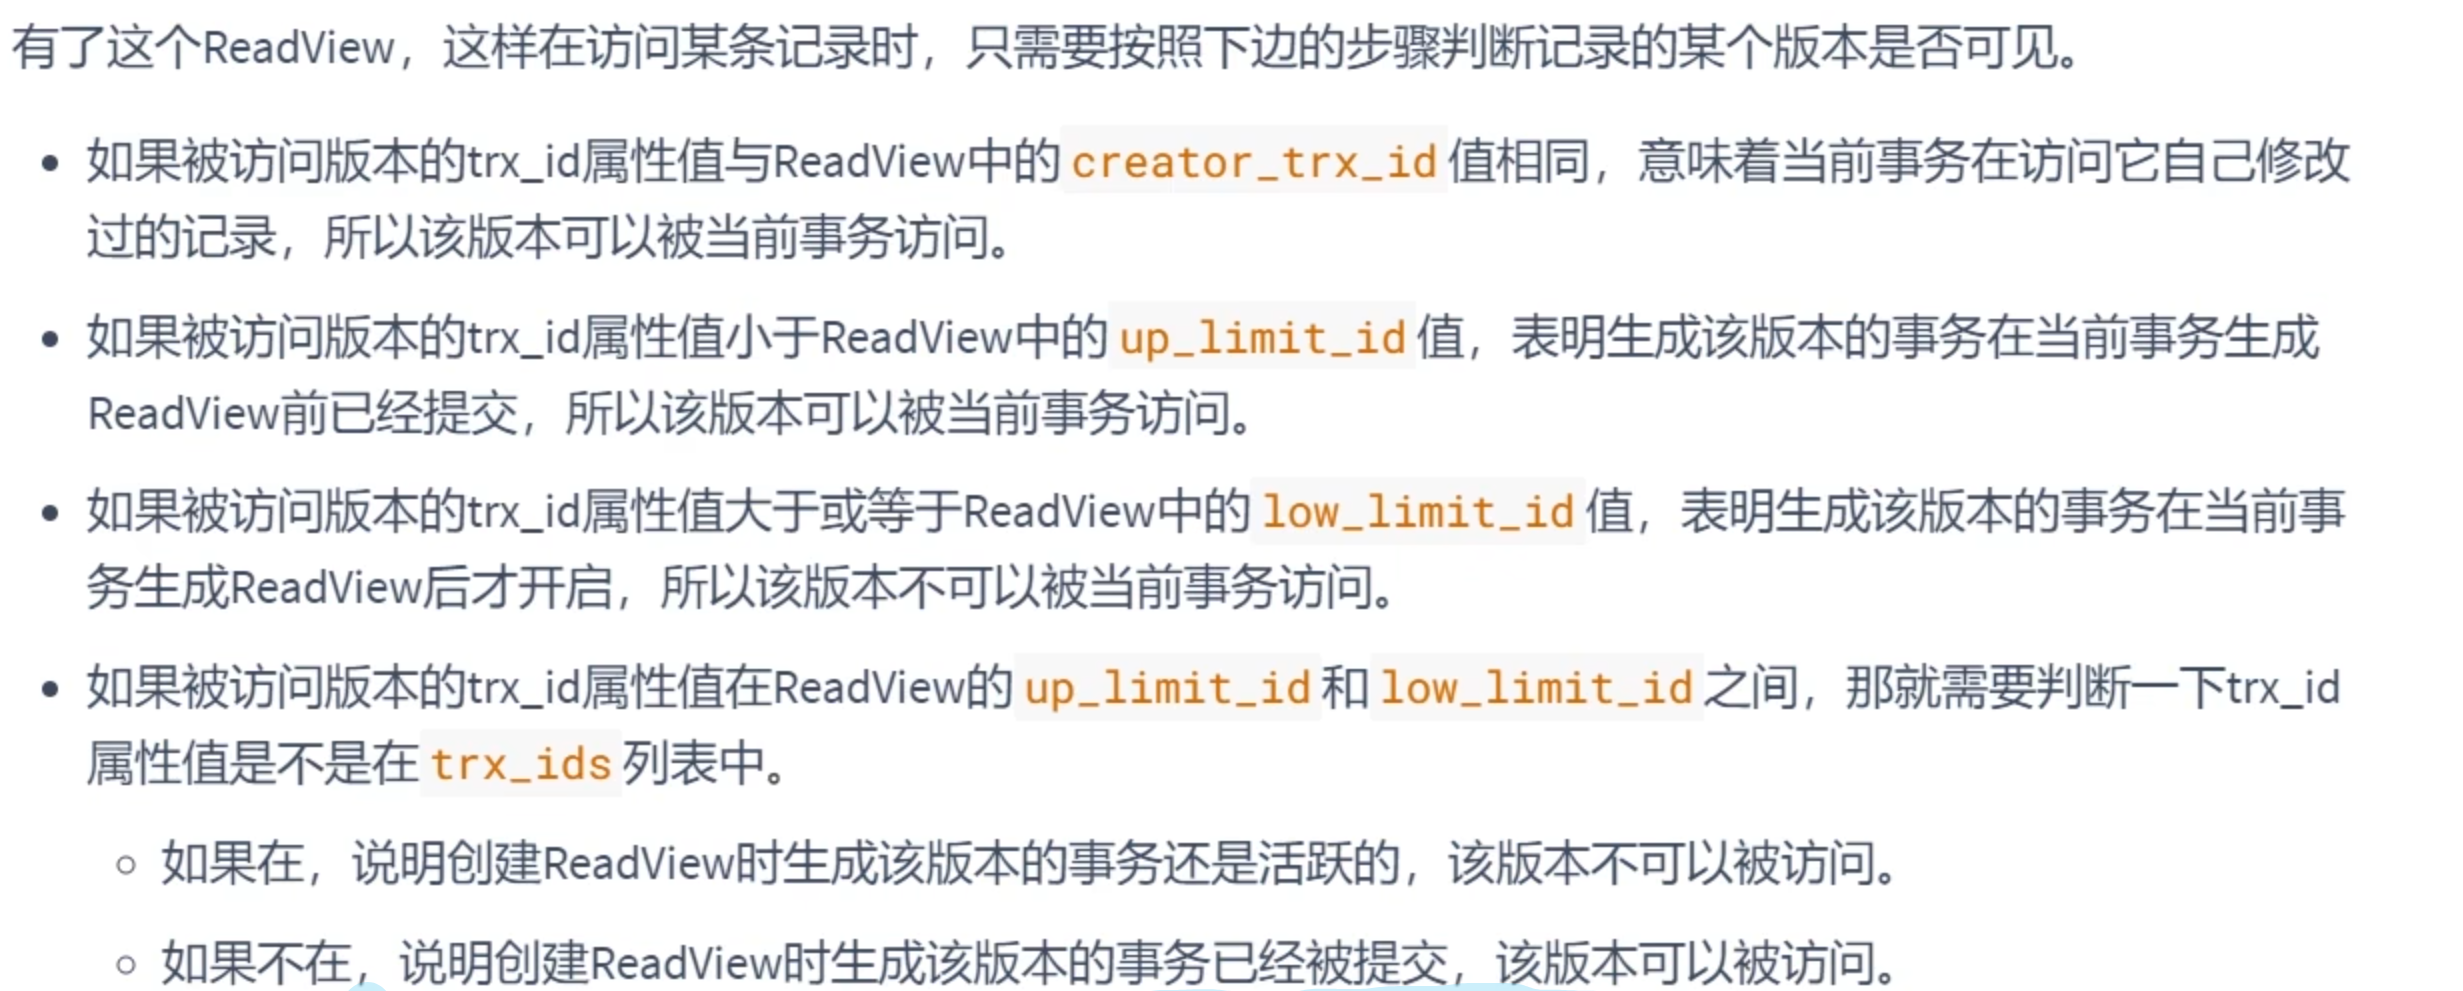 有了这个ReadView，这样在访问某条记录时，只需要按照下边的步骤判断记录的某个版本是否可见。
• 如果被访问版本的trx_id属性值与ReadView中的 creator_trx_id 值相同，意味着当前事务在访问它自己修改
过的记录，所以该版本可以被当前事务访问。
• 如果被访问版本的trx_id属性值小于ReadView中的 up_limit_id 值，表明生成该版本的事务在当前事务生成
ReadView前已经提交，所以该版本可以被当前事务访问。
• 如果被访问版本的trx_id属性值大于或等于ReadView中的 low_limit_id 值，表明生成该版本的事务在当前事
务生成ReadView后才开启，所以该版本不可以被当前事务访问。
• 如果被访问版本的trx_id属性值在ReadView的 up_limit_id 和 low_limit_id 之间，那就需要判断一下trx_id
属性值是不是在 trx_ids 列表中。
○ 如果在，说明创建ReadView时生成该版本的事务还是活跃的，该版本不可以被访问。
○ 如果不在，说明创建ReadView时生成该版本的事务已经被提交，该版本可以被访问。